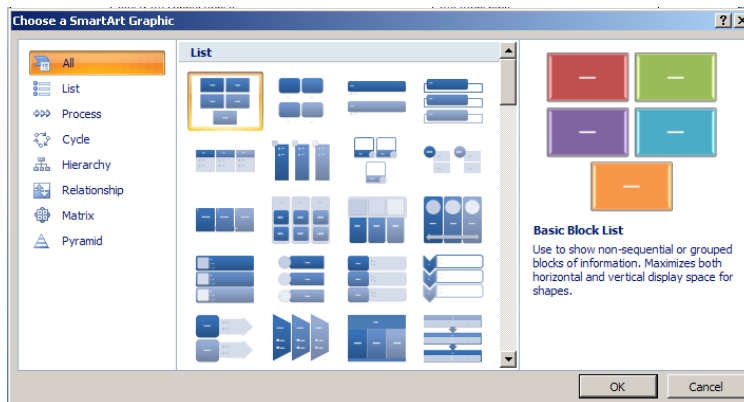 Choose a SmartArt Graphic
All
List
Process
Cycle
Hierarchy
Relationship
Matrix
Pyramid
List
Basic Block List
Use to show non-sequential or grouped
blocks of information. Maximizes both
horizontal and vertical display space for
shapes.
OK
Cancel